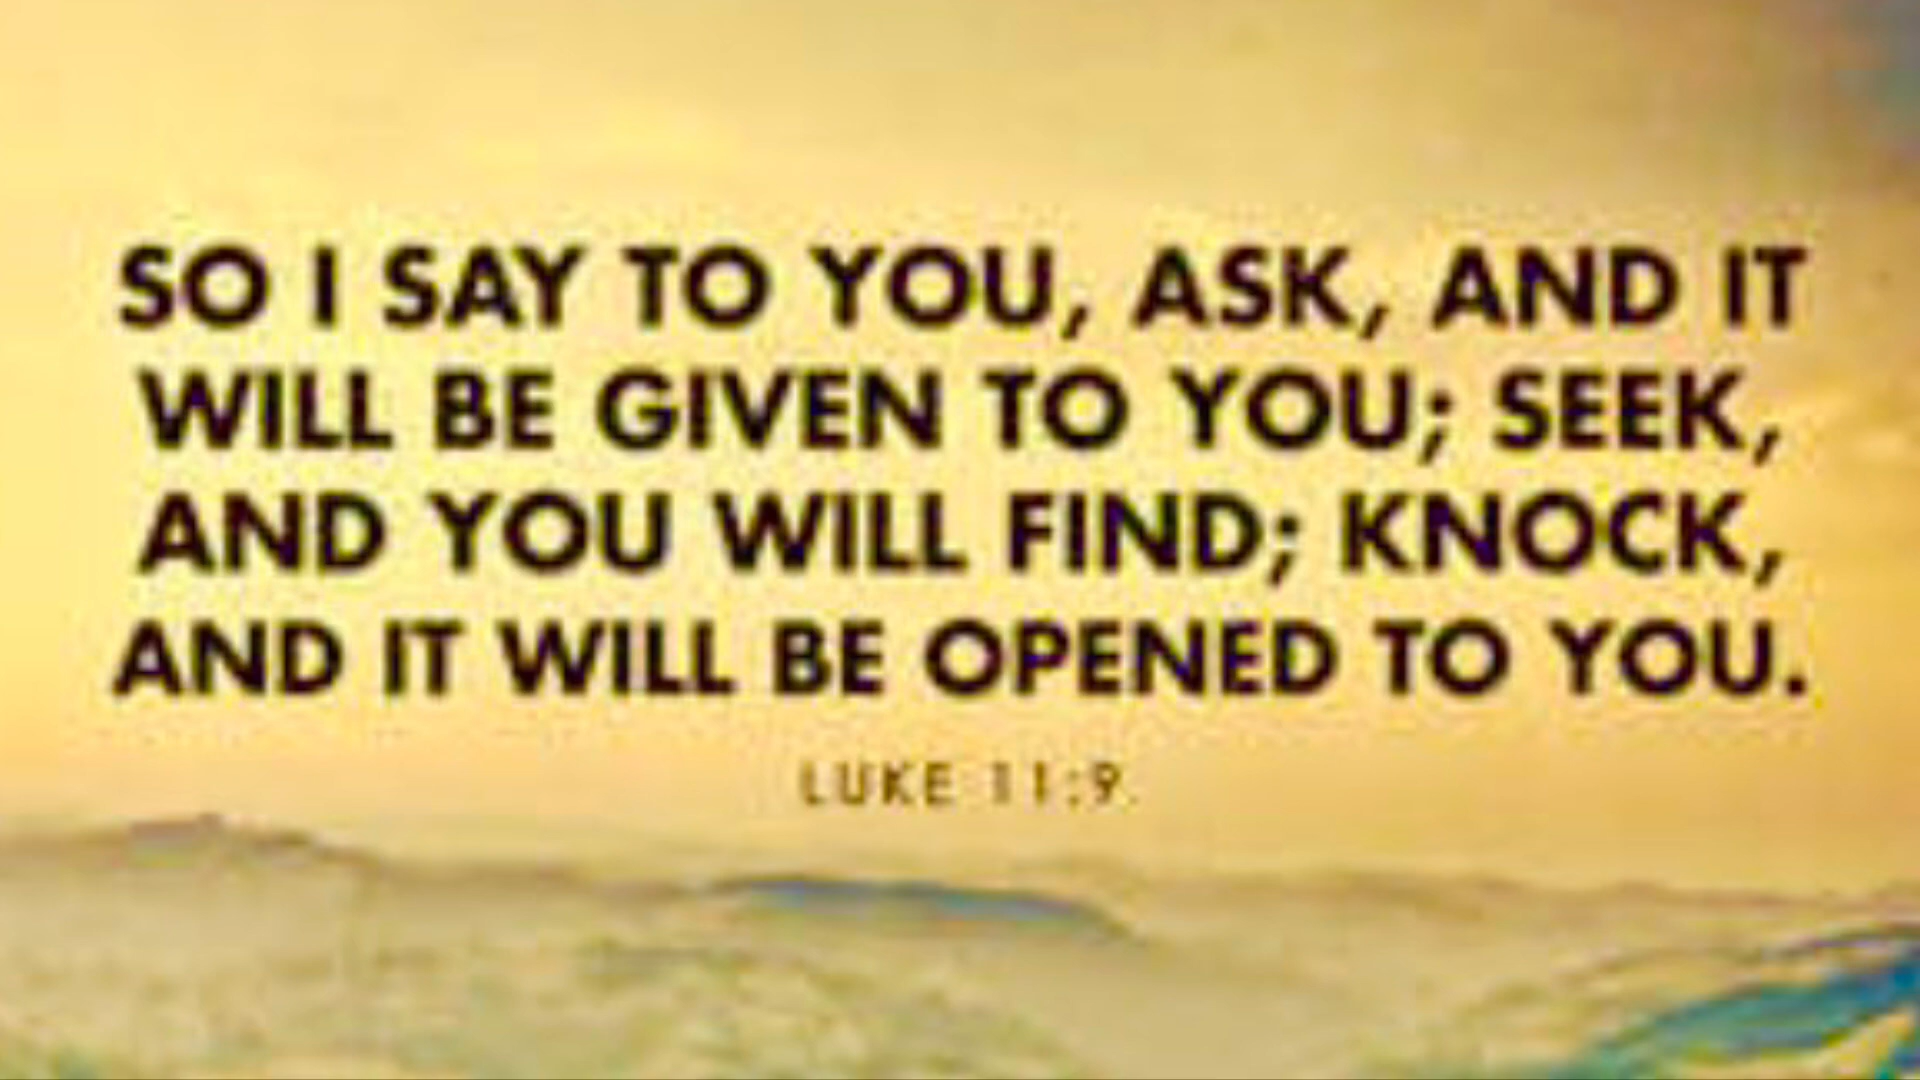 SO I SAY TO YOU, ASK, AND IT
WILL BE GIVEN TO YOU; SEEK,
AND YOU WILL FIND; KNOCK,
AND IT WILL BE OPENED TO YOU.
LUKE 11:9